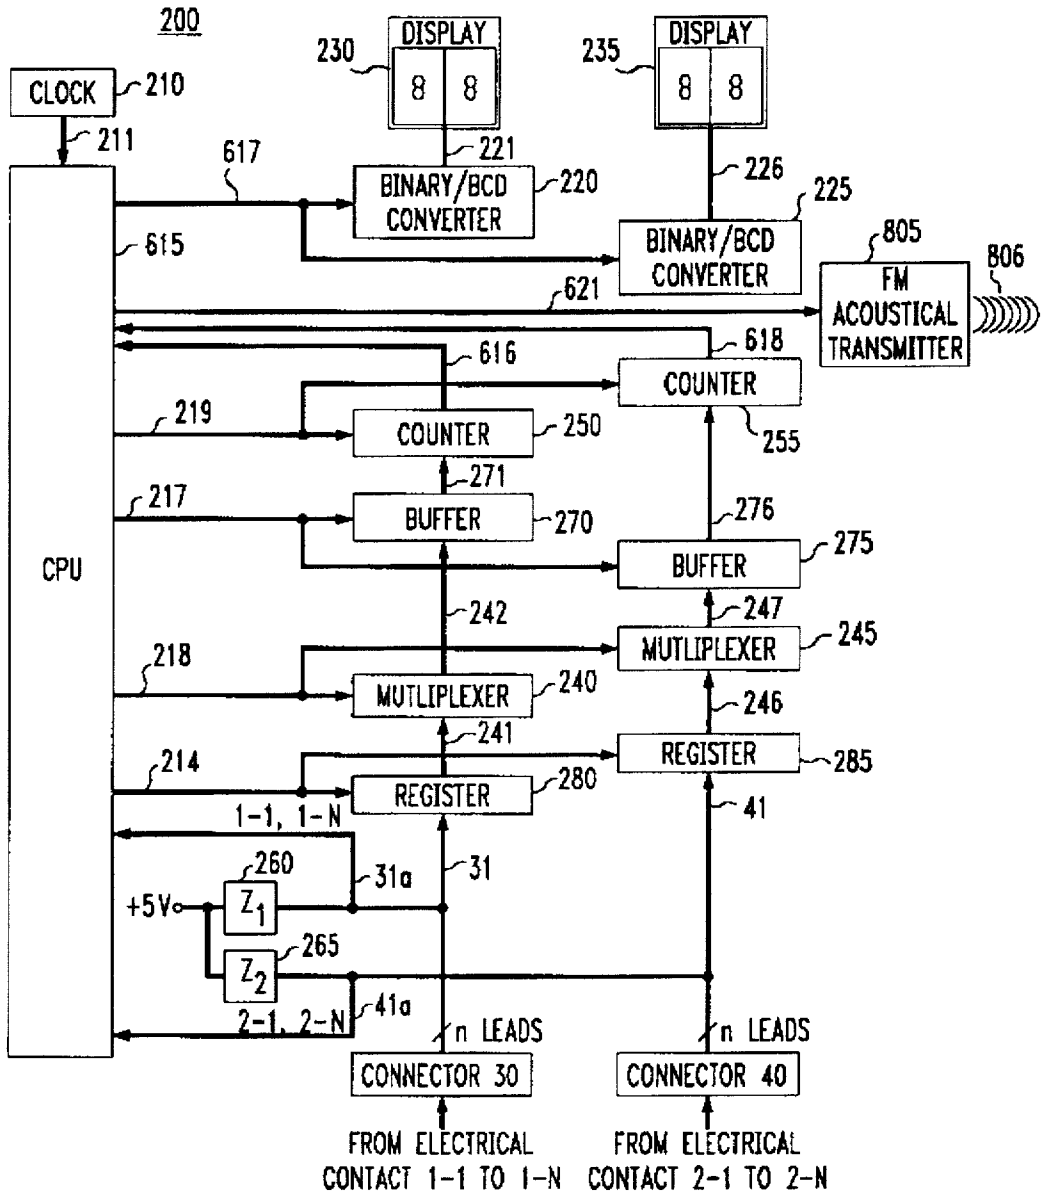 200
DISPLAY
8 8
230
DISPLAY
8 8
235
CLOCK
210
211
617
221
226
BINARY/BCD
CONVERTER
220
225
BINARY/BCD
CONVERTER
615
805
806
FM
ACOUSTICAL
TRANSMITTER
621
616
618
COUNTER
255
219
COUNTER
250
271
217
BUFFER
270
276
BUFFER
275
CPU
242
247
MUTLIPLEXER
245
218
MUTLIPLEXER
240
246
241
REGISTER
285
214
REGISTER
280
1-1, 1-N
41
31
31a
260
+5V
Z1
265
Z2
41a
2-1, 2-N
n LEADS
n LEADS
CONNECTOR 30
CONNECTOR 40
FROM ELECTRICAL
CONTACT 1-1 TO 1-N
FROM ELECTRICAL
CONTACT 2-1 TO 2-N